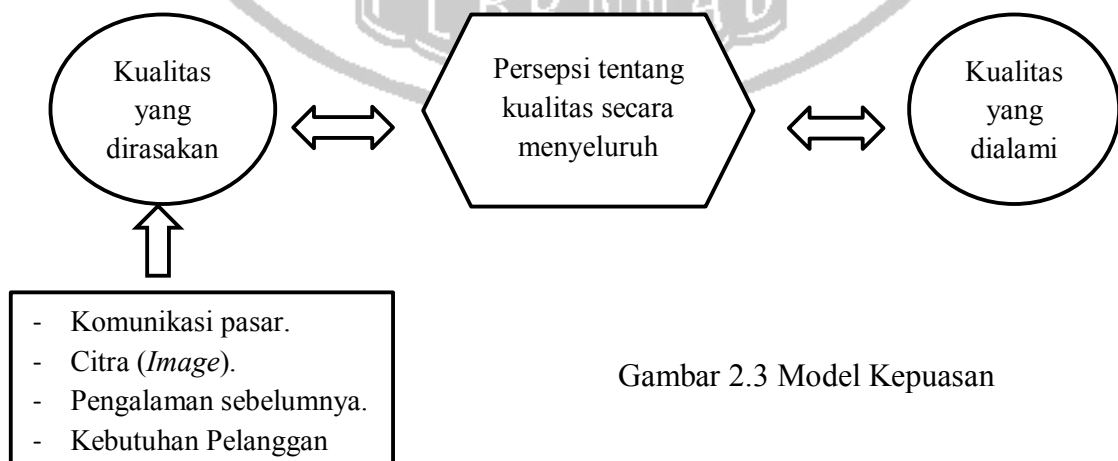 Kualitas
yang
dirasakan
Persepsi tentang
kualitas secara
menyeluruh
Kualitas
yang
dialami
- Komunikasi pasar.
- Citra (Image).
- Pengalaman sebelumnya.
- Kebutuhan Pelanggan
Gambar 2.3 Model Kepuasan